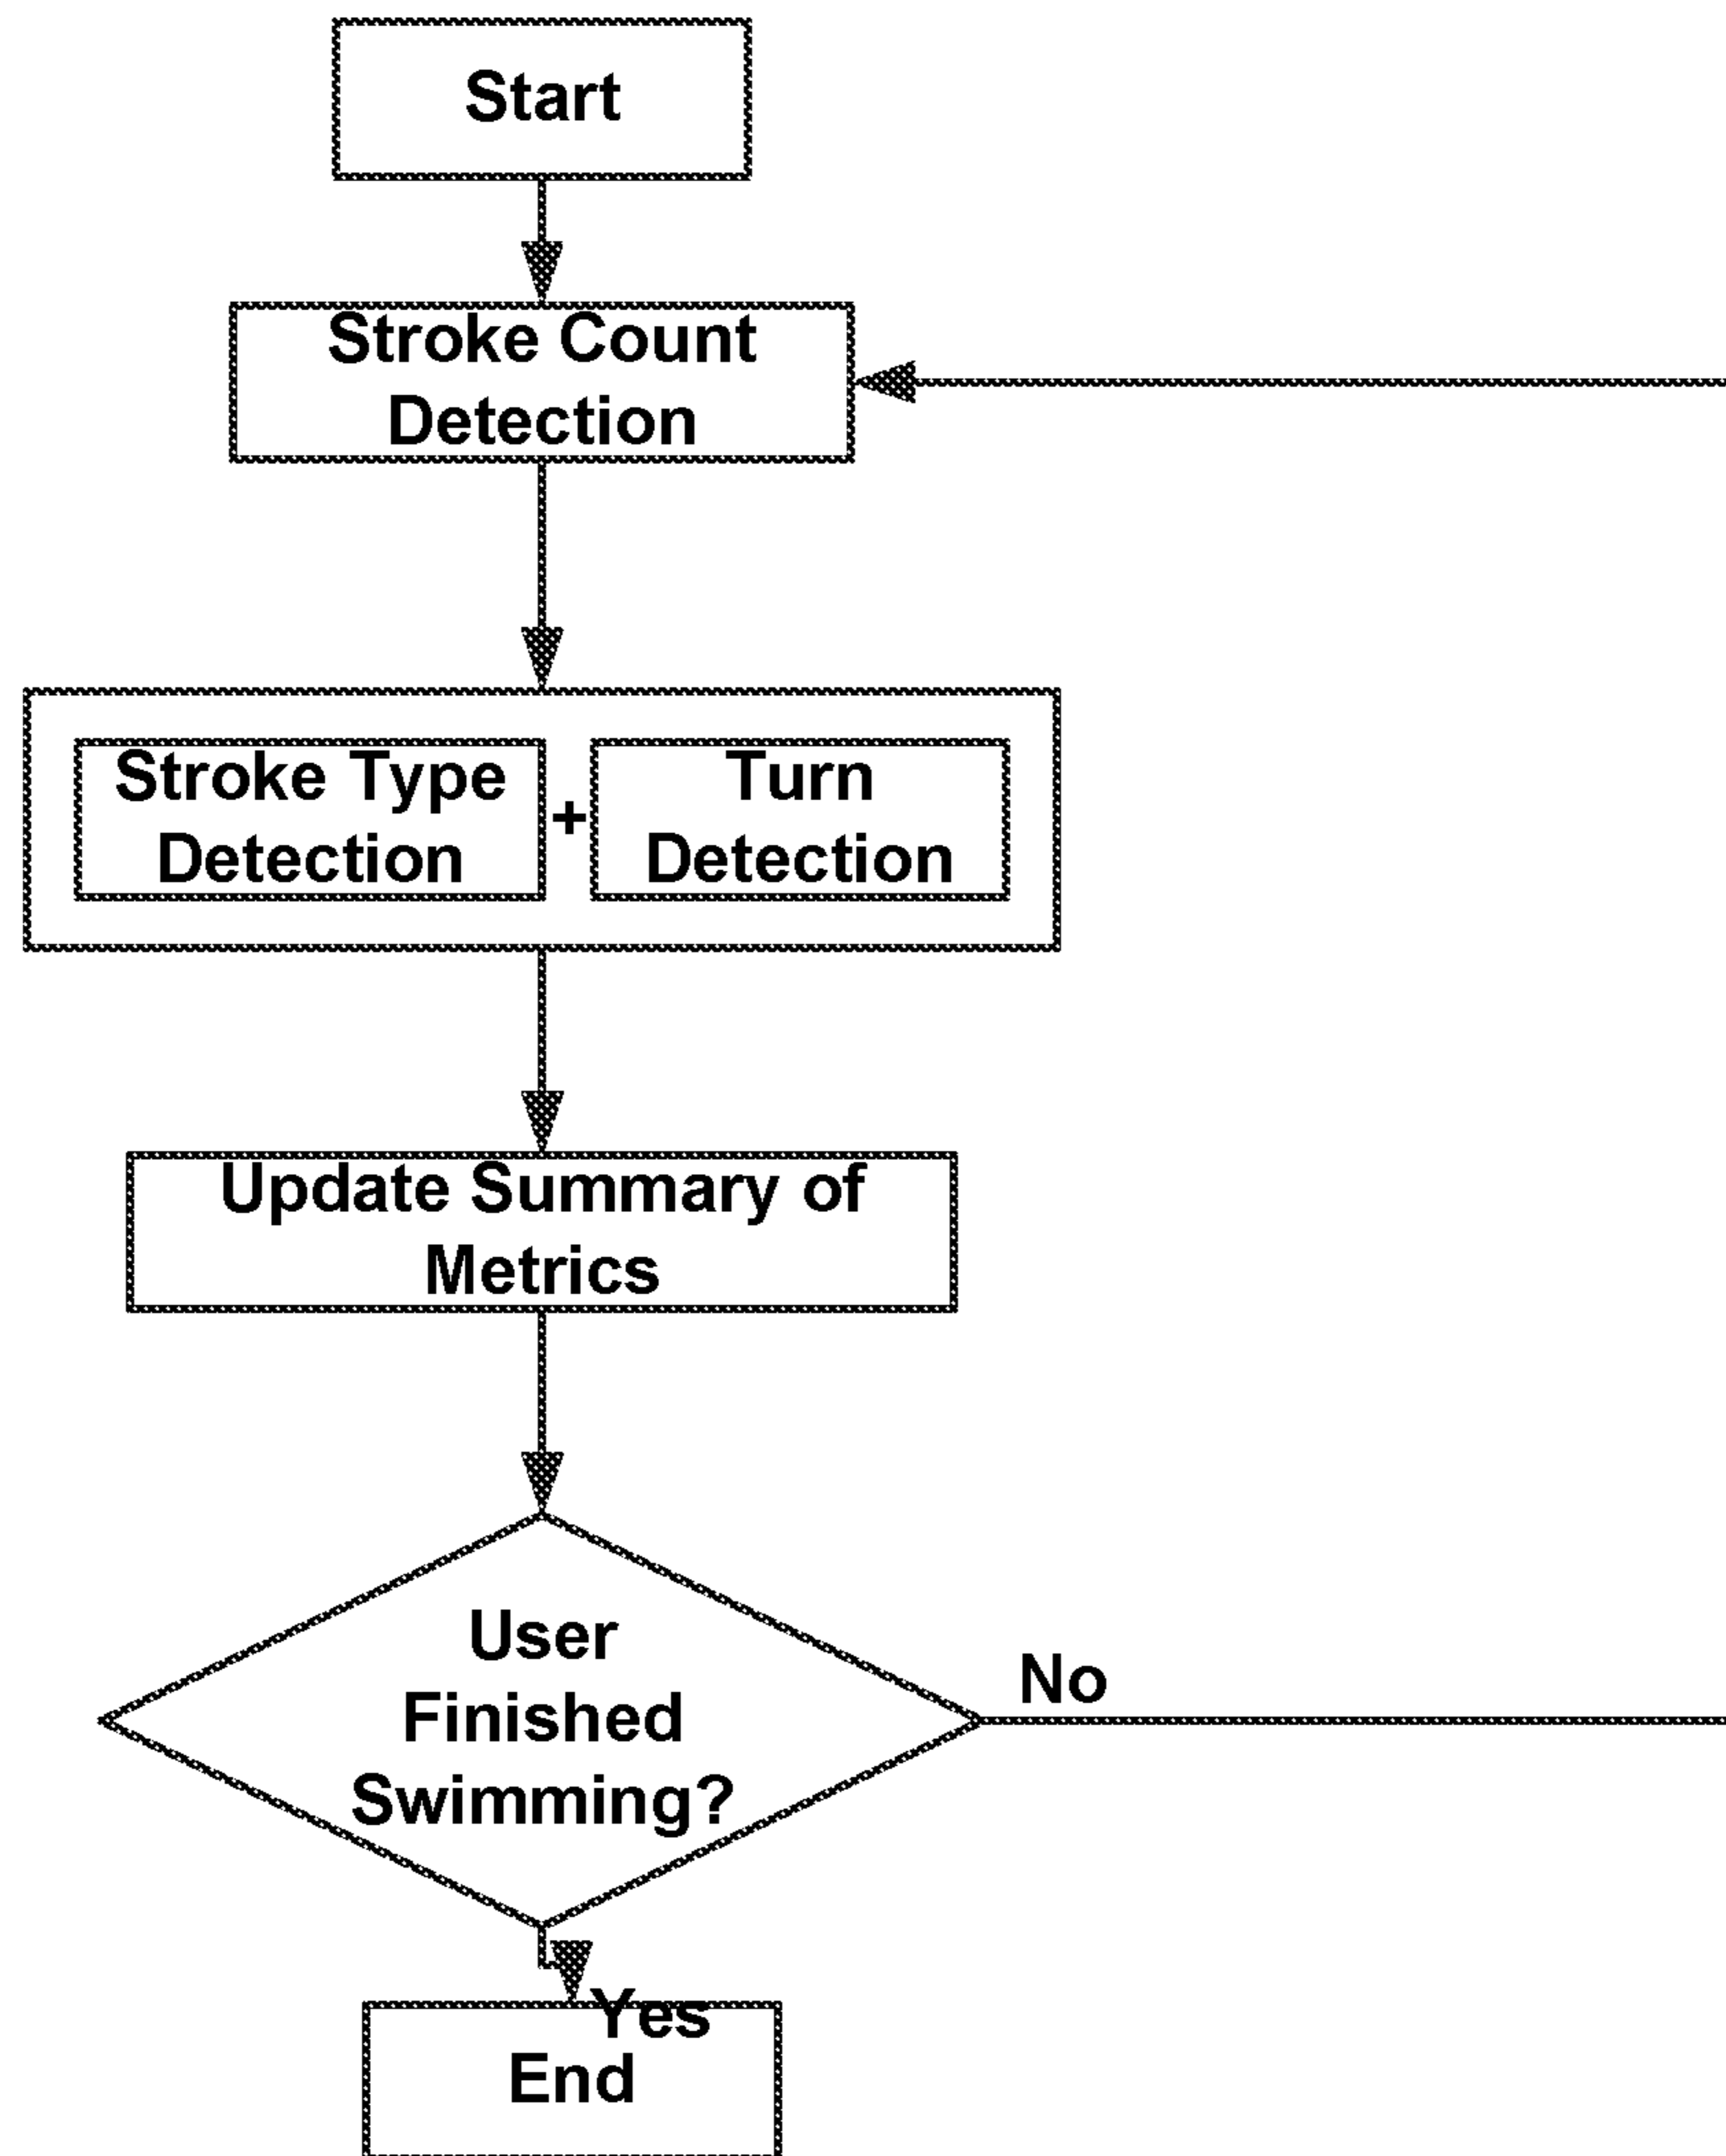 Start
Stroke Count
Detection
Stroke Type
Detection
+
Turn
Detection
Update Summary of
Metrics
User
Finished
Swimming?
No
Yes
End